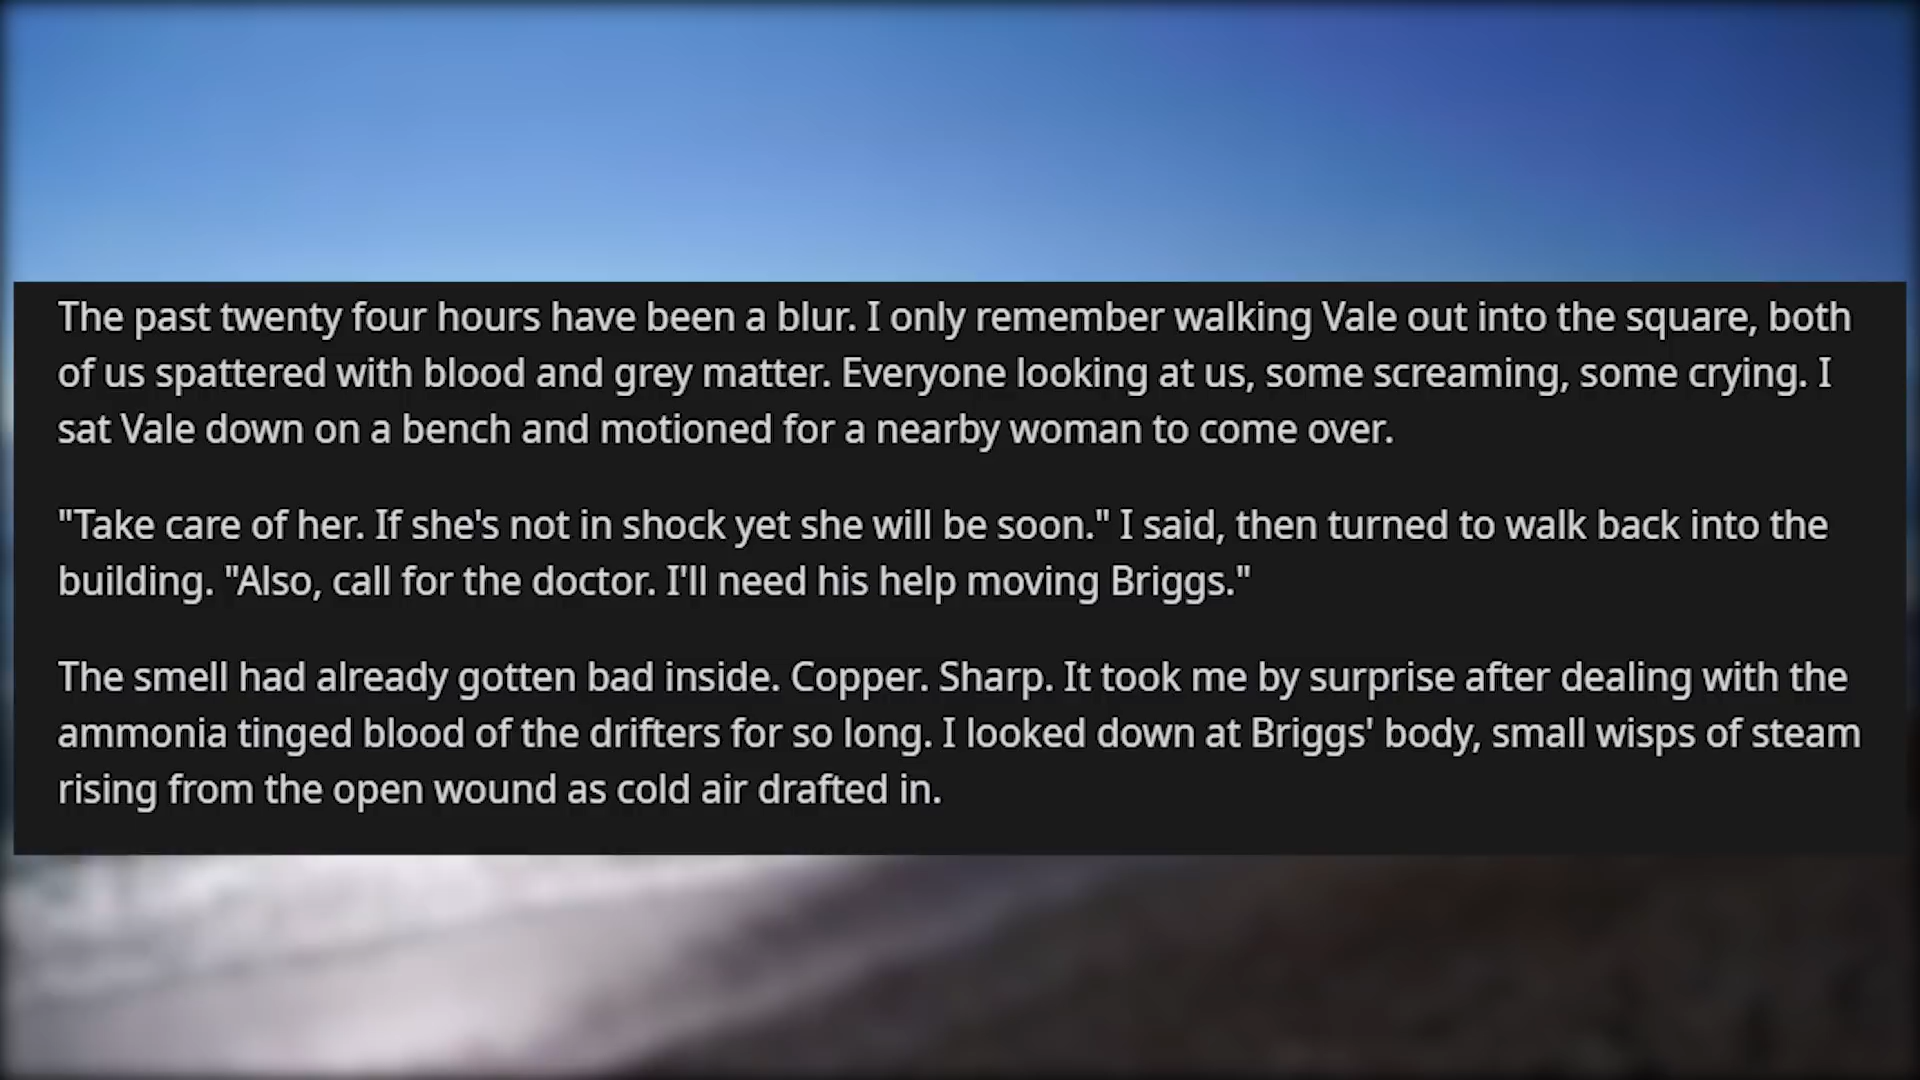 The past twenty four hours have been a blur. I only remember walking Vale out into the square, both
of us spattered with blood and grey matter. Everyone looking at us, some screaming, some crying. I
sat Vale down on a bench and motioned for a nearby woman to come over.
"Take care of her. If she's not in shock yet she will be soon." I said, then turned to walk back into the
building. "Also, call for the doctor. I'll need his help moving Briggs."
The smell had already gotten bad inside. Copper. Sharp. It took me by surprise after dealing with the
ammonia tinged blood of the drifters for so long. I looked down at Briggs' body, small wisps of steam
rising from the open wound as cold air drafted in.